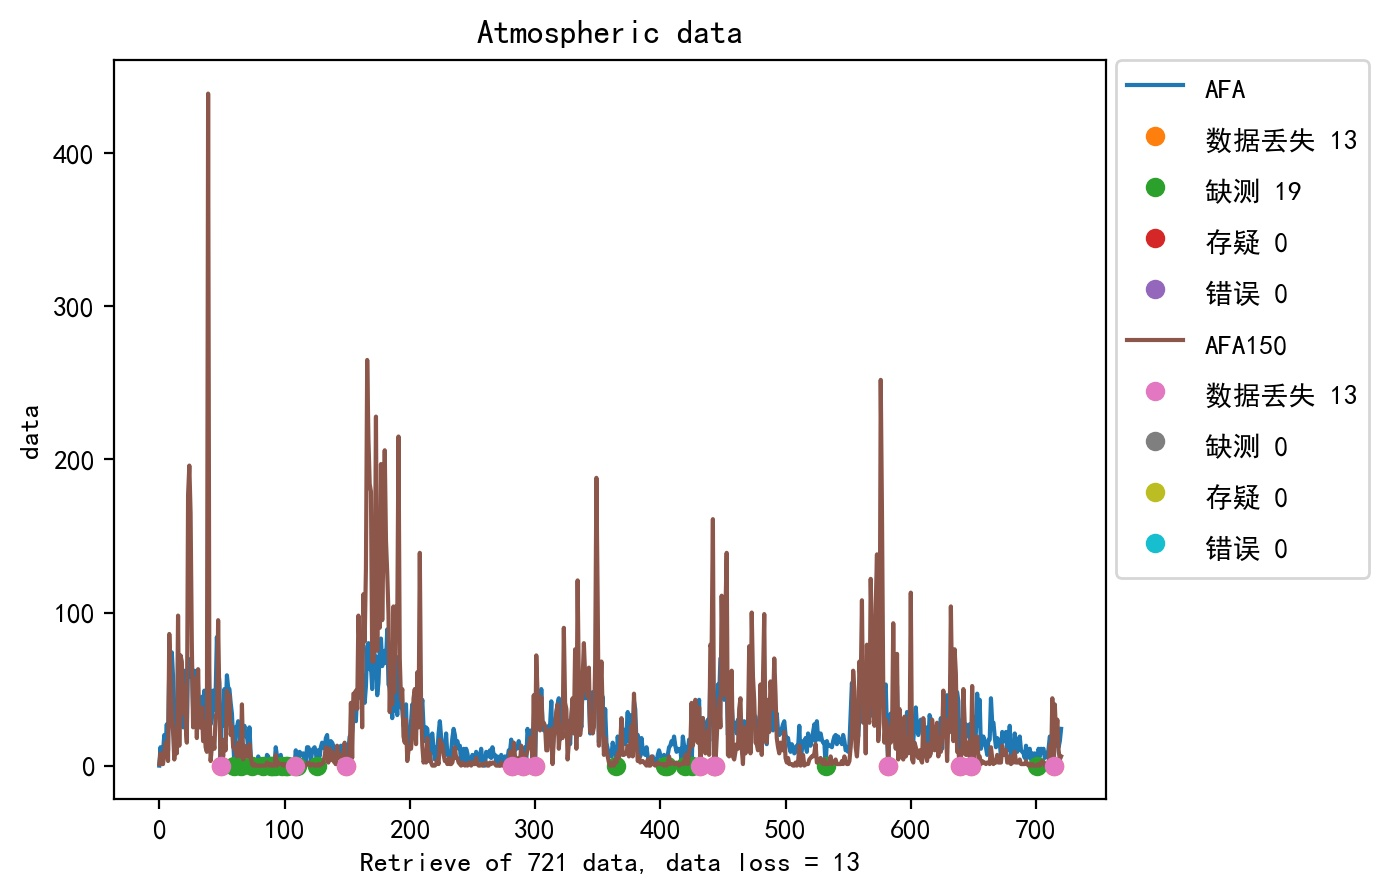 Atmospheric data
400
300
200
100
0
data
0 100 200 300 400 500 600 700
Retrieve of 721 data, data loss = 13
AFA
数据丢失 13
缺测 19
存疑 0
错误 0
AFA150
数据丢失 13
缺测 0
存疑 0
错误 0